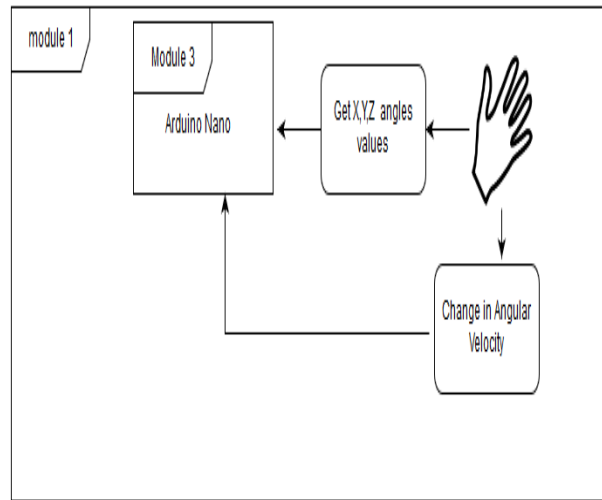 module 1
Module 3
Arduino Nano
Get X,Y,Z angles
values
Change in Angular
Velocity